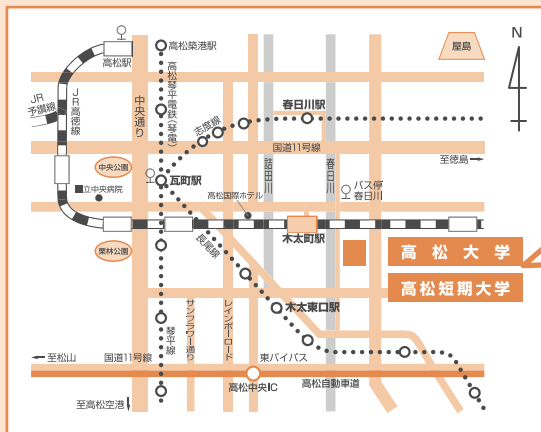 高松築港駅
高松駅
屋島
N
JR予讃線
JR高徳線
中央通り
高松琴平電鉄(琴電)
志度線
春日川駅
国道11号線
至徳島
中央公園
瓦町駅
立中央病院
高松国際ホテル
詰田川
春日川
バス停
春日川
木太町駅
栗林公園
長尾線
高松大学
高松短期大学
木太東口駅
琴平線
サンフラワー通り
レインボーロード
至松山
国道11号線
東バイパス
高松中央IC
高松自動車道
至高松空港